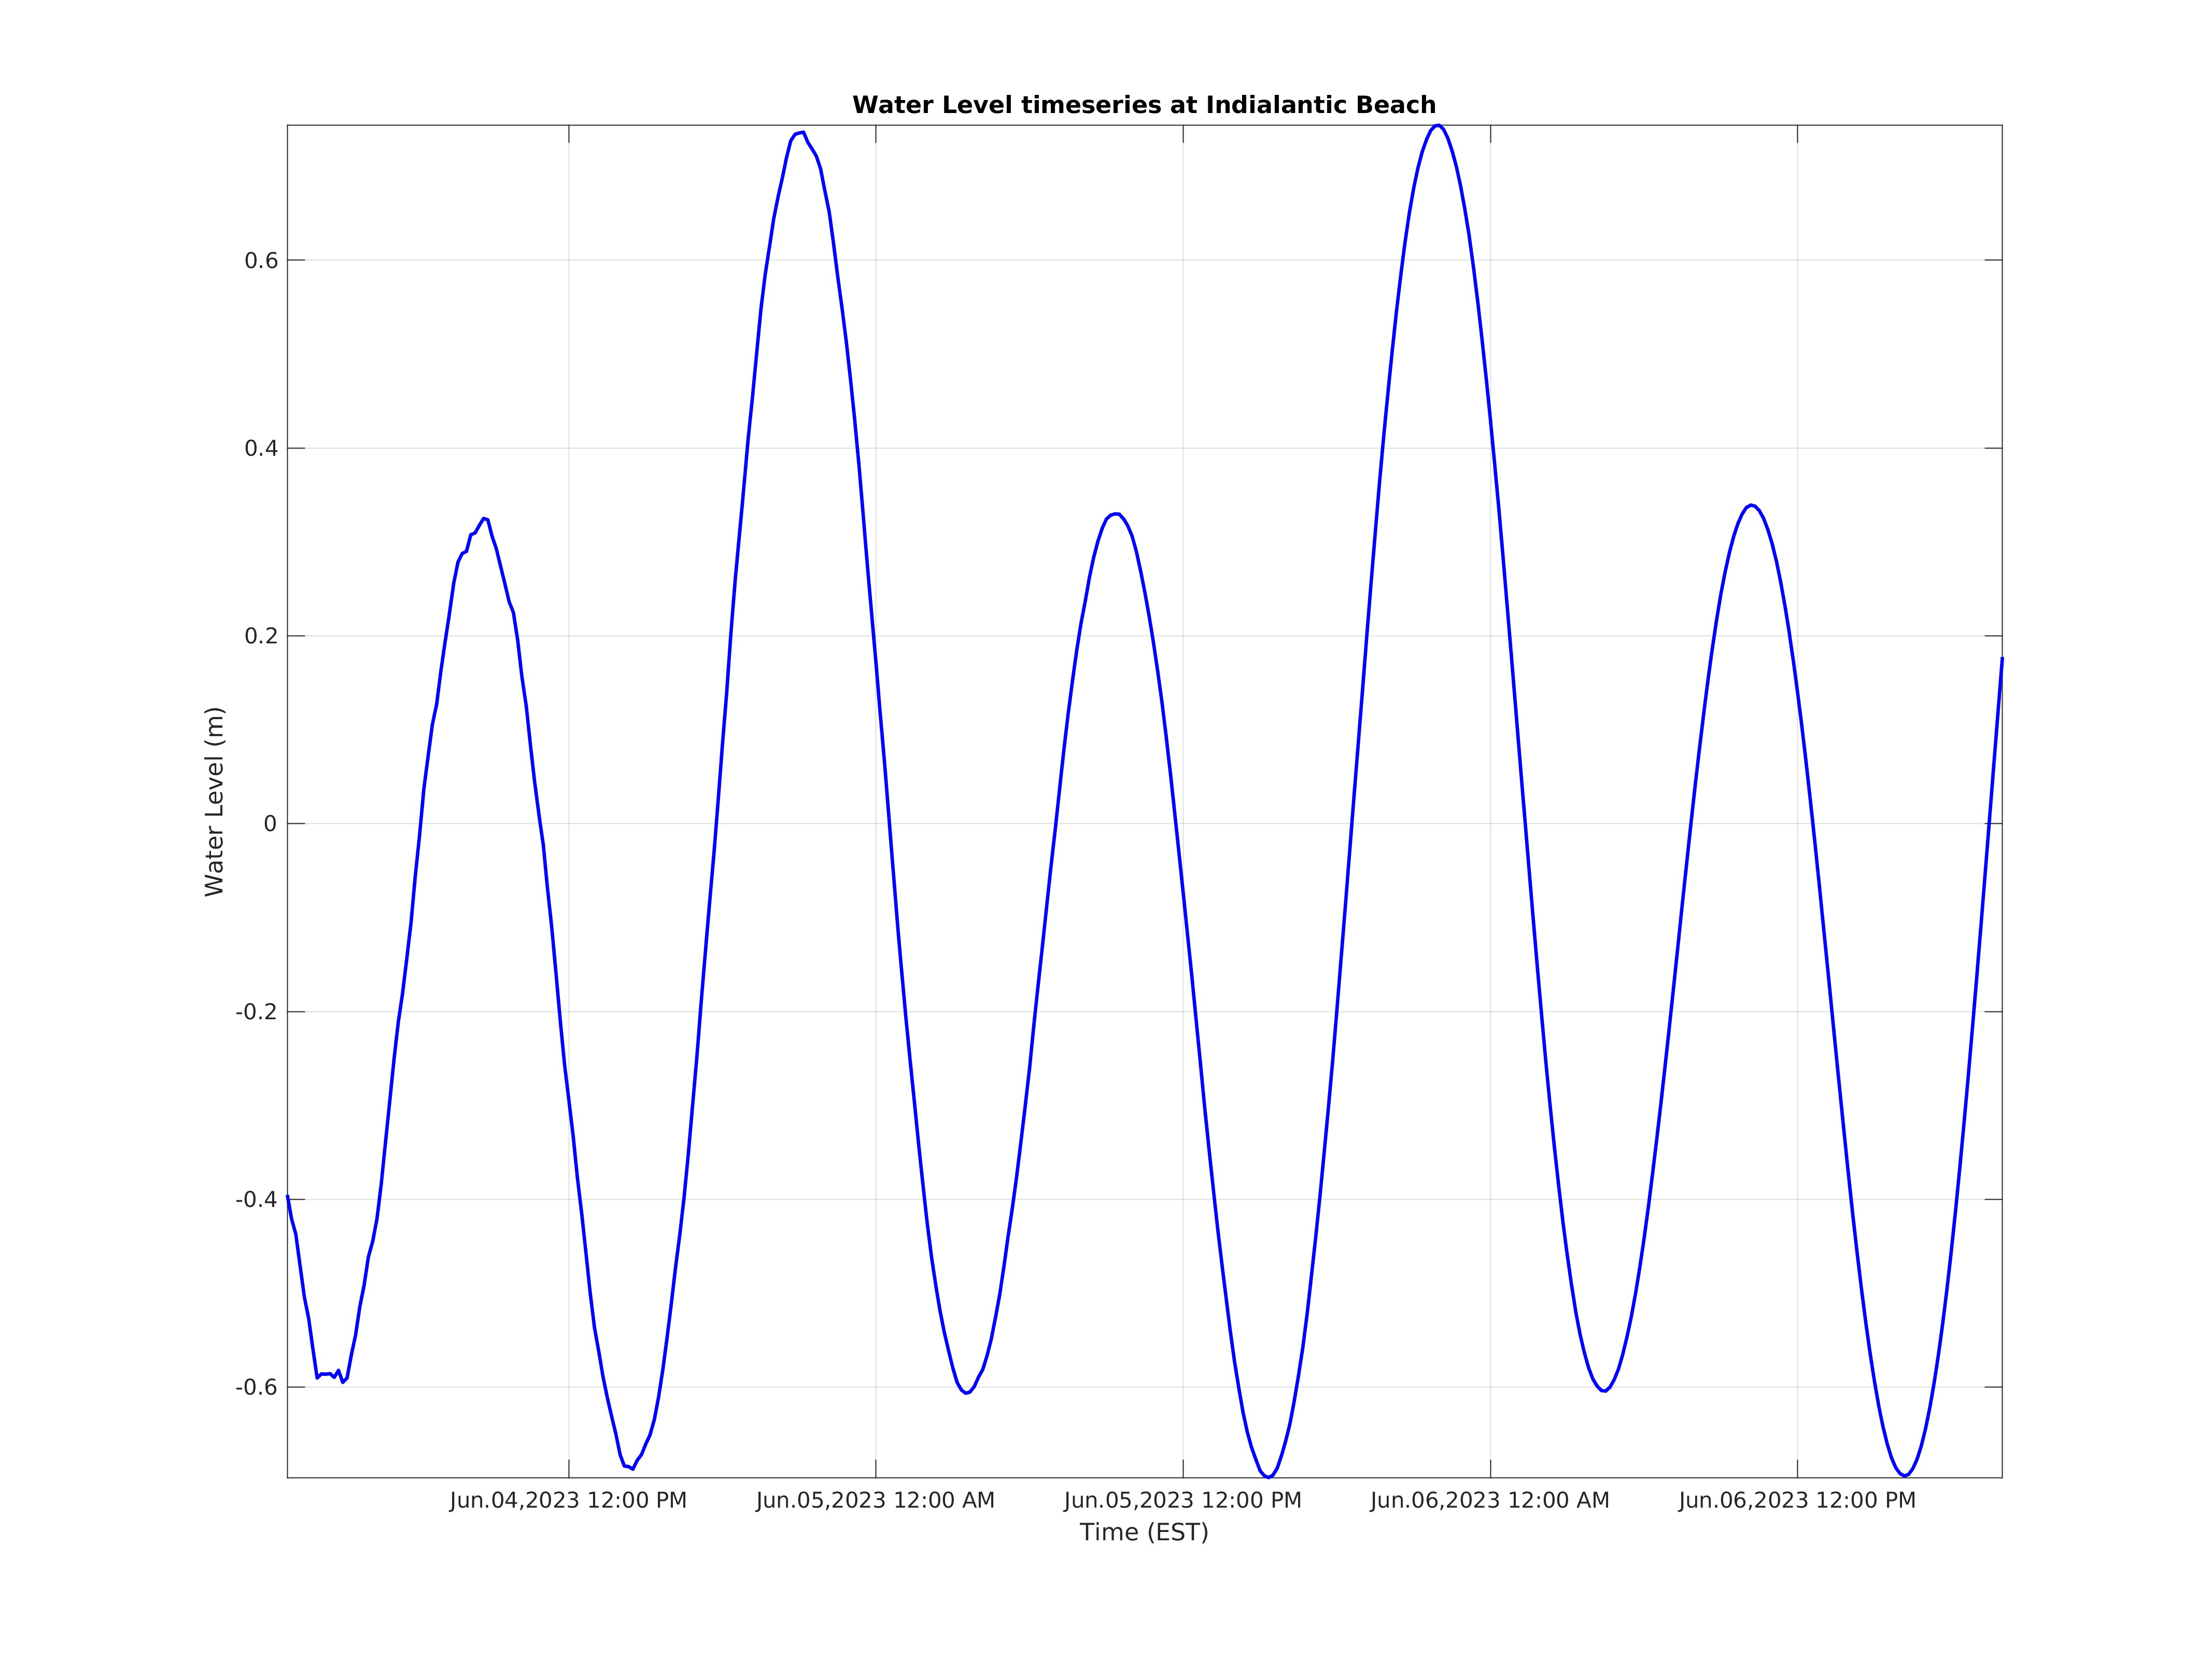 Water Level timeseries at Indialantic Beach
0.6
0.4
0.2
0
-0.2
-0.4
-0.6
Water Level (m)
Jun.04,2023 12:00 PM
Jun.05,2023 12:00 AM
Jun.05,2023 12:00 PM
Jun.06,2023 12:00 AM
Jun.06,2023 12:00 PM
Time (EST)